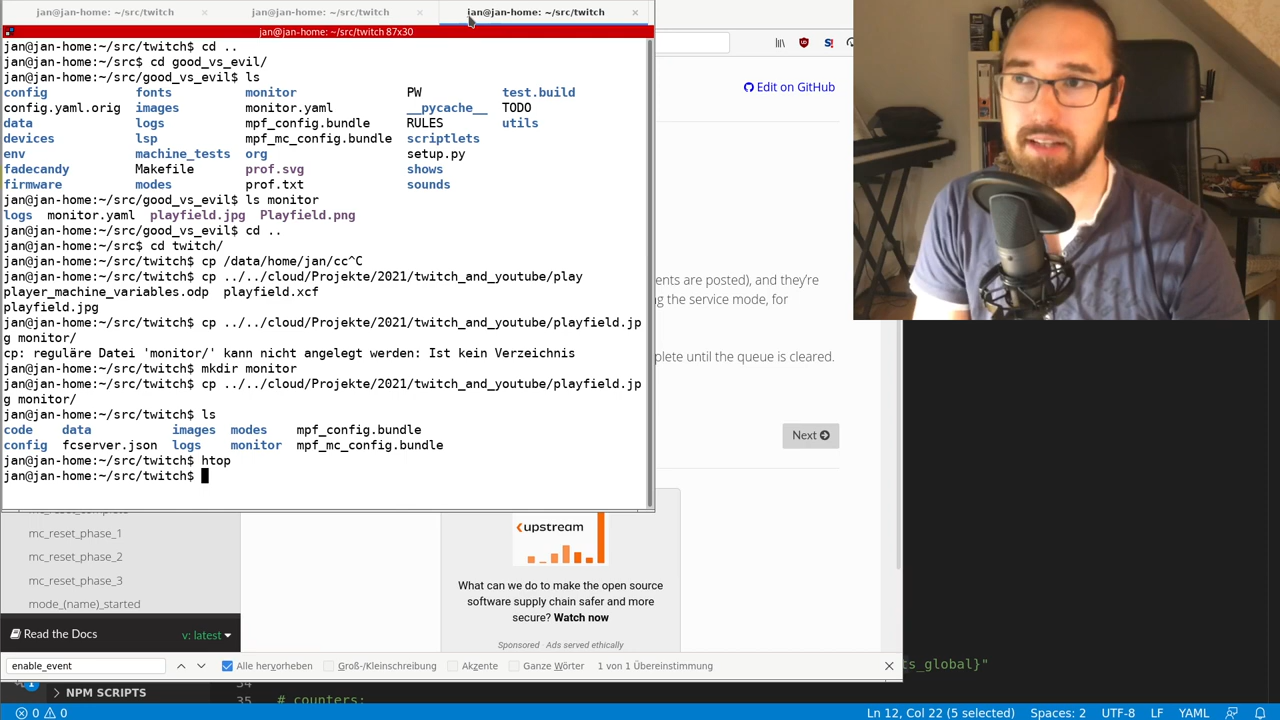 jan@jan-home: ~/src/twitch
jan@jan-home: ~/src/twitch
jan@jan-home: ~/src/twitch
jan@jan-home: ~/src/twitch 87x30
jan@jan-home:~/src/twitch$ cd ..
jan@jan-home:~/src$ cd good_vs_evil/
jan@jan-home:~/src/good_vs_evil$ ls
config fonts monitor PW test.build
config.yaml.orig images monitor.yaml __pycache__ TODO
data logs mpf_config.bundle RULES utils
devices lsp mpf_mc_config.bundle scriptlets
env machine_tests org setup.py
fadecandy Makefile prof.svg shows
firmware modes prof.txt sounds
jan@jan-home:~/src/good_vs_evil$ ls monitor
logs monitor.yaml playfield.jpg Playfield.png
jan@jan-home:~/src/good_vs_evil$ cd ..
jan@jan-home:~/src$ cd twitch/
jan@jan-home:~/src/twitch$ cp /data/home/jan/cc^C
jan@jan-home:~/src/twitch$ cp ../../cloud/Projekte/2021/twitch_and_youtube/play
player_machine_variables.odp playfield.xcf
playfield.jpg
jan@jan-home:~/src/twitch$ cp ../../cloud/Projekte/2021/twitch_and_youtube/playfield.jp
g monitor/
cp: reguläre Datei 'monitor/' kann nicht angelegt werden: Ist kein Verzeichnis
jan@jan-home:~/src/twitch$ mkdir monitor
jan@jan-home:~/src/twitch$ cp ../../cloud/Projekte/2021/twitch_and_youtube/playfield.jp
g monitor/
jan@jan-home:~/src/twitch$ ls
code data images modes mpf_config.bundle
config fcserver.json logs monitor mpf_mc_config.bundle
jan@jan-home:~/src/twitch$ htop
jan@jan-home:~/src/twitch$
Edit on GitHub
ents are posted), and they're
g the service mode, for
plete until the queue is cleared.
Next
mc_reset_phase_1
mc_reset_phase_2
mc_reset_phase_3
mode_(name)_started
Read the Docs v: latest
upstream
What can we do to make the open source
software supply chain safer and more
secure? Watch now
Sponsored · Ads served ethically
enable_event Alle hervorheben Groß-/Kleinschreibung Akzente Ganze Wörter 1 von 1 Übereinstimmung
ts_global}"
34
1 NPM SCRIPTS
35 # counters:
0 0 Ln 12, Col 22 (5 selected) Spaces: 2 UTF-8 LF YAML